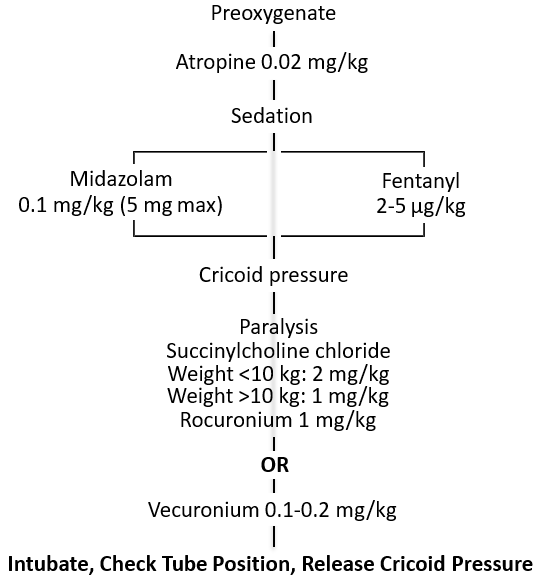 Preoxygenate
Atropine 0.02 mg/kg
Sedation
Midazolam
0.1 mg/kg (5 mg max)
Fentanyl
2-5 µg/kg
Cricoid pressure
Paralysis
Succinylcholine chloride
Weight <10 kg: 2 mg/kg
Weight >10 kg: 1 mg/kg
Rocuronium 1 mg/kg
OR
Vecuronium 0.1-0.2 mg/kg
Intubate, Check Tube Position, Release Cricoid Pressure